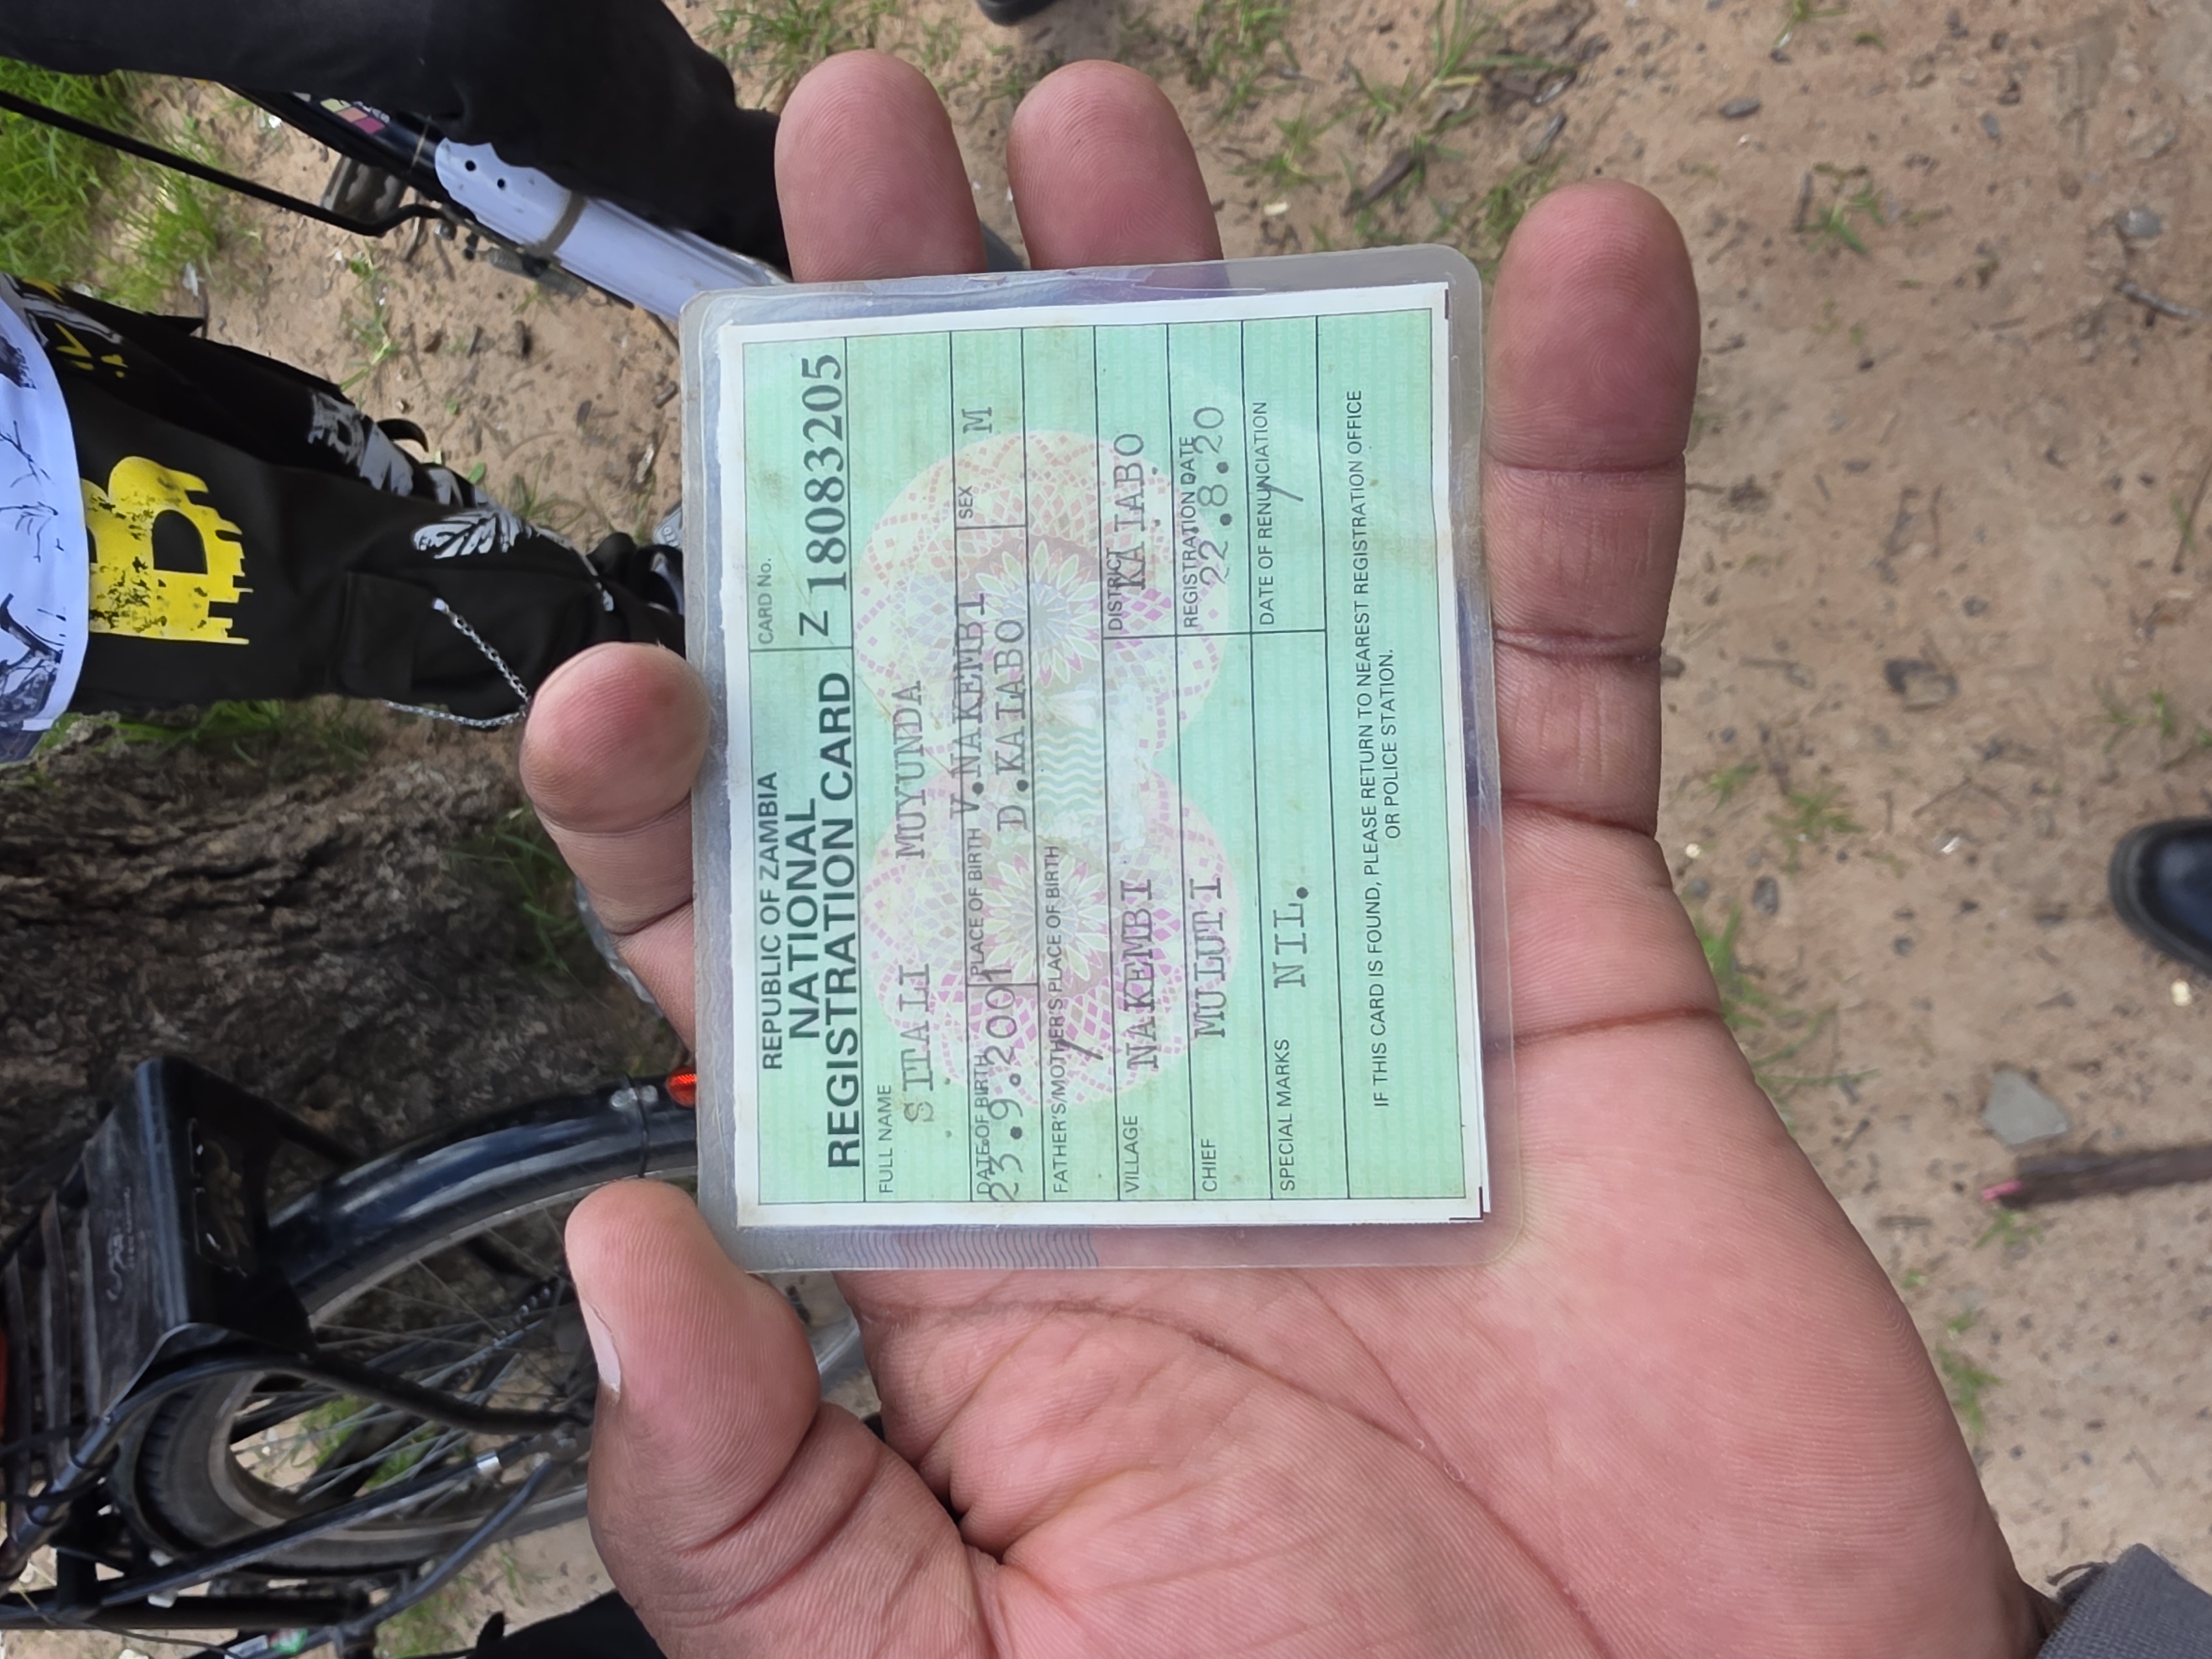 REPUBLIC OF ZAMBIA
NATIONAL
REGISTRATION CARD
CARD No.
Z 18083205
FULL NAME
SITALI MUYUNDA
DATE OF BIRTH
23.9.2001
PLACE OF BIRTH V.NAKEMBI
D.KAIABO
SEX M
FATHER'S/MOTHER'S PLACE OF BIRTH
/
VILLAGE NAKEMBI
DISTRICT KAIABO
CHIEF MULUTI
REGISTRATION DATE
22.8.20
SPECIAL MARKS NIL.
DATE OF RENUNCIATION
/
IF THIS CARD IS FOUND, PLEASE RETURN TO NEAREST REGISTRATION OFFICE
OR POLICE STATION.